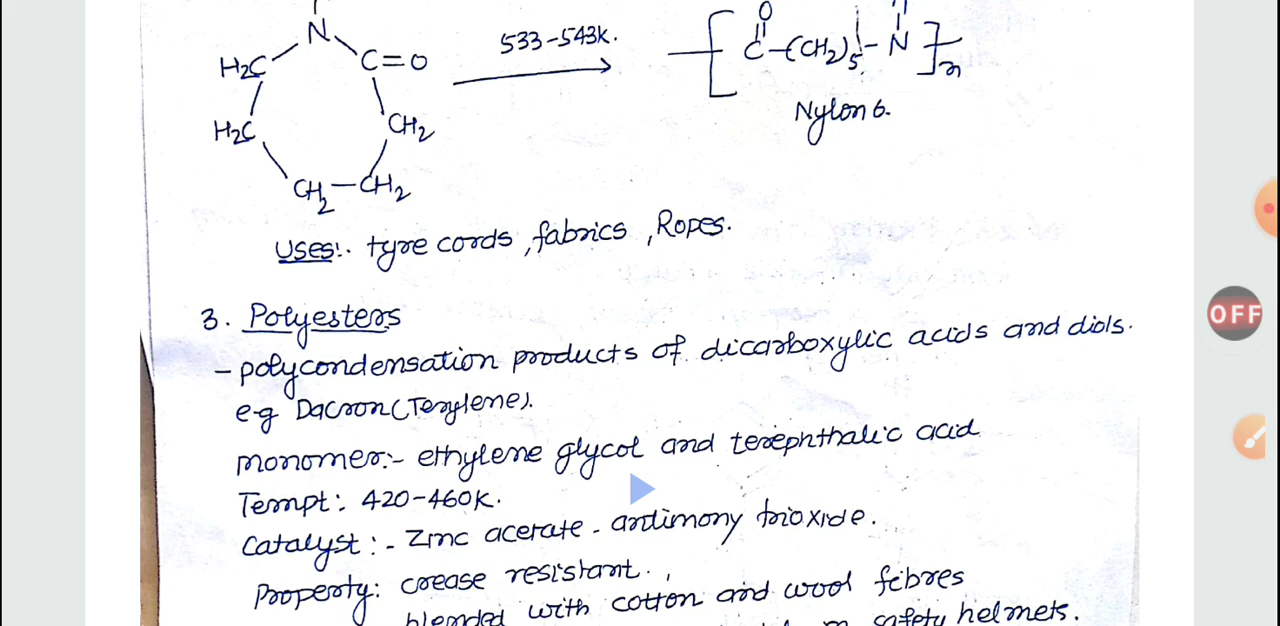 N
H₂C
C=O
533-543K.
O
C-(CH₂)₅-N
n
H₂C
CH₂
Nylon 6.
CH₂-CH₂
Uses:. tyre cords, fabrics, Ropes.
3. Polyesters
- polycondensation products of dicarboxylic acids and diols.
e.g Dacron (Terylene).
monomer:- ethylene glycol and terephthalic acid
Tempt: 420-460K.
Catalyst:- Zinc acetate - antimony trioxide.
Property: crease resistant.
blended with cotton and wool fibres
safety helmets.
OFF